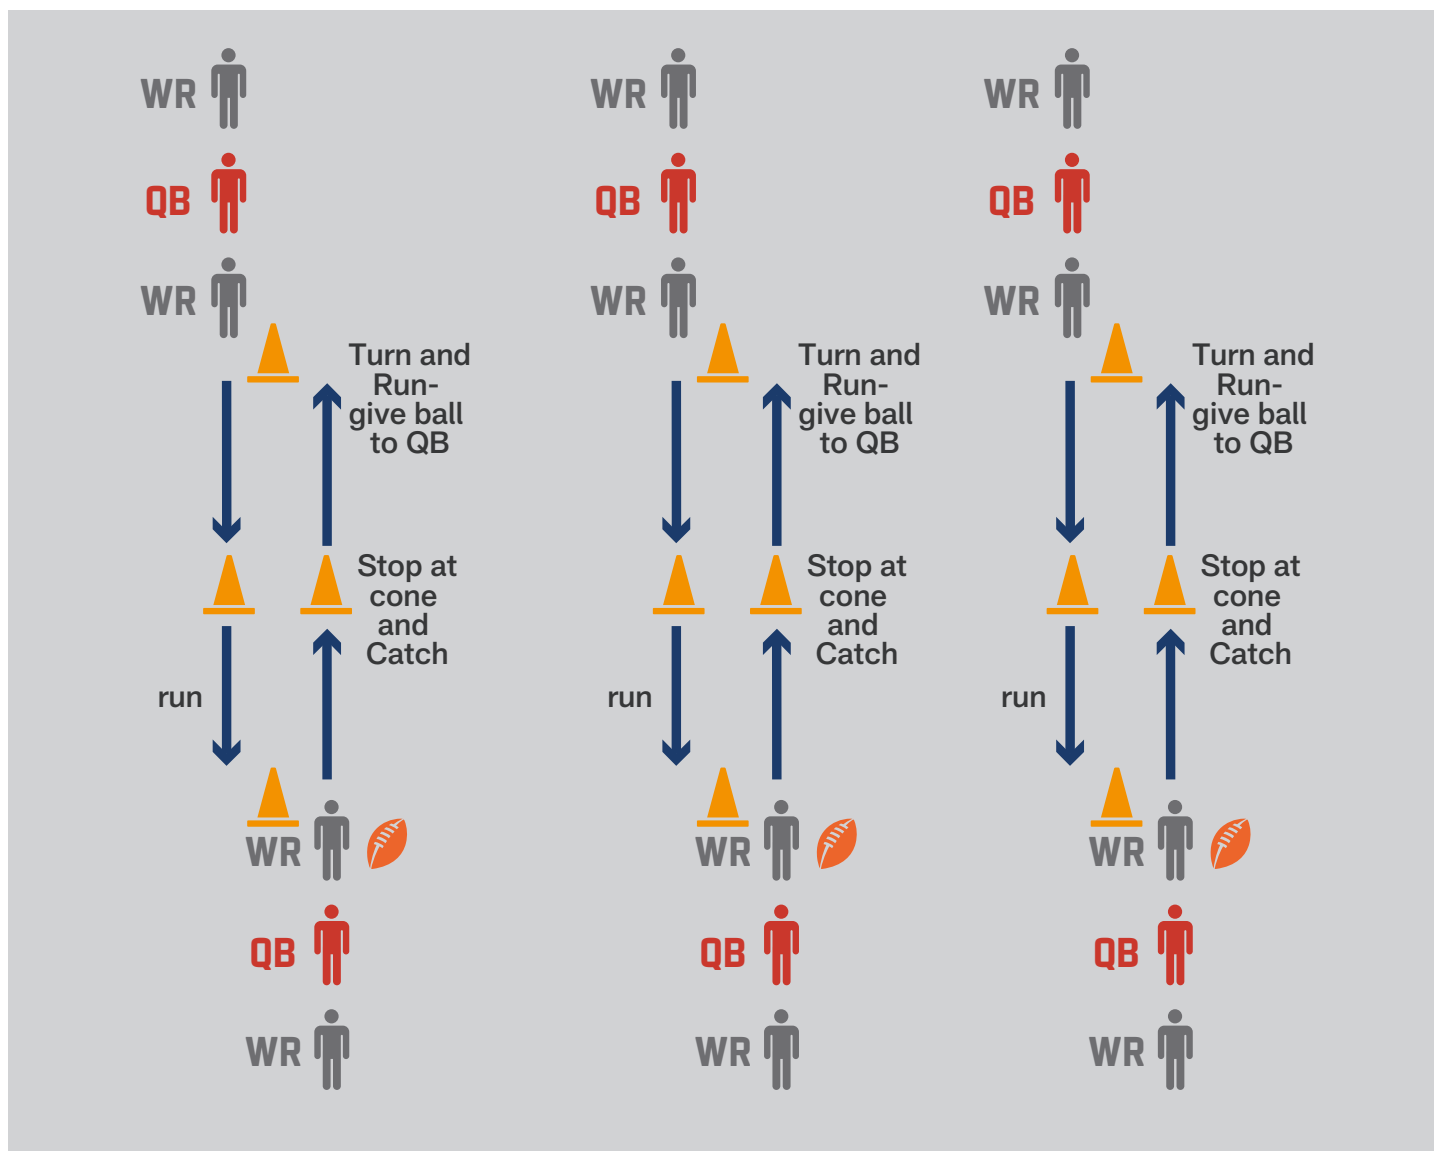 WR
WR
WR
QB
QB
QB
WR
WR
WR
Turn and
Run-
give ball
to QB
Turn and
Run-
give ball
to QB
Turn and
Run-
give ball
to QB
Stop at
cone
and
Catch
Stop at
cone
and
Catch
Stop at
cone
and
Catch
run
run
run
WR
WR
WR
QB
QB
QB
WR
WR
WR